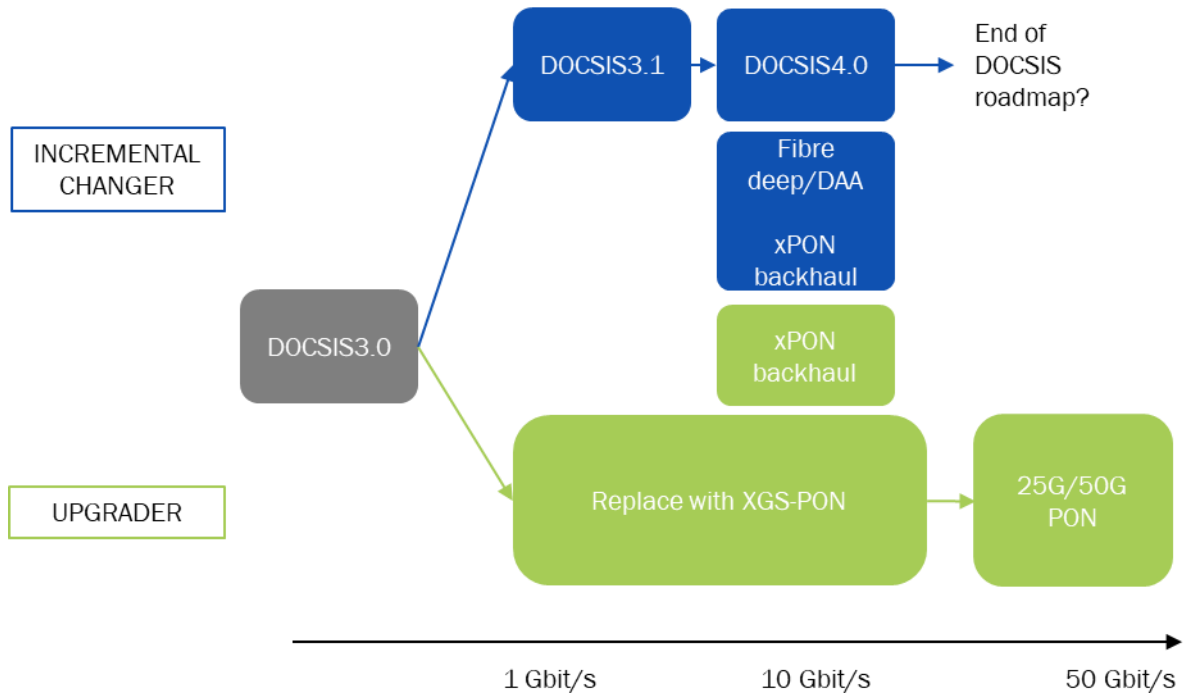 DOCSIS3.1
DOCSIS4.0
End of
DOCSIS
roadmap?
INCREMENTAL
CHANGER
Fibre
deep/DAA
xPON
backhaul
DOCSIS3.0
xPON
backhaul
UPGRADER
Replace with XGS-PON
25G/50G
PON
1 Gbit/s
10 Gbit/s
50 Gbit/s